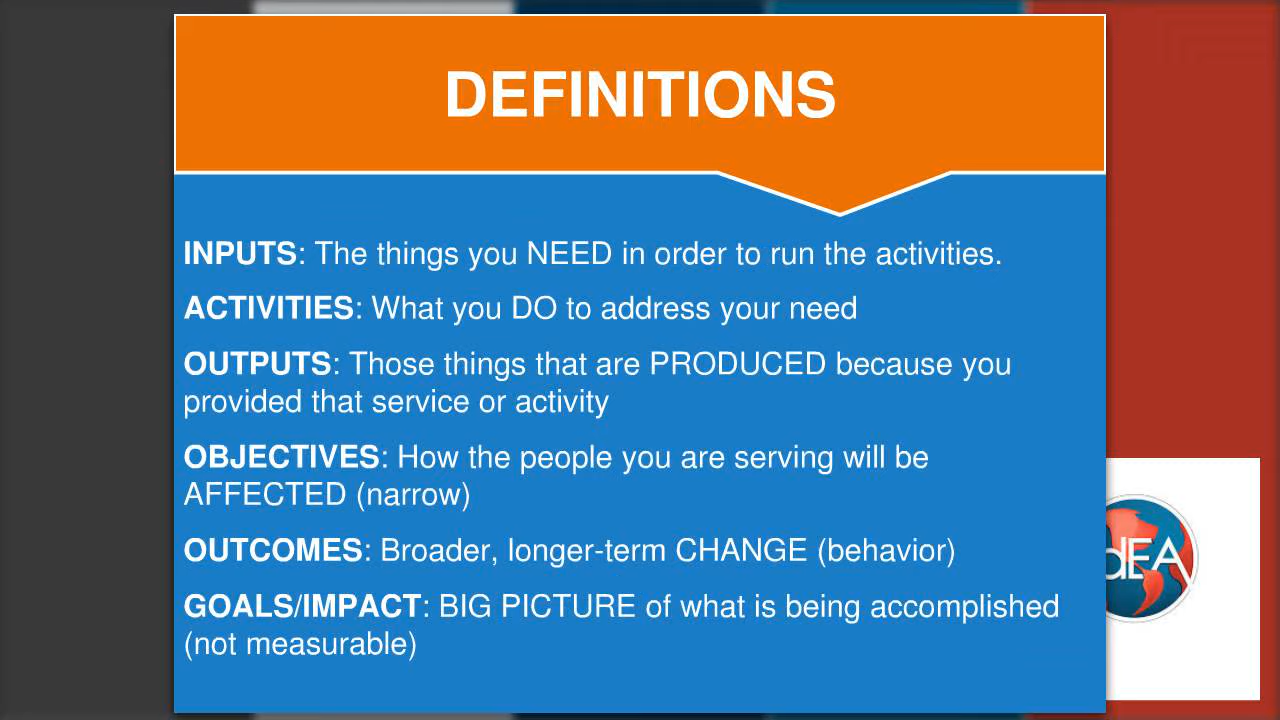 DEFINITIONS
INPUTS: The things you NEED in order to run the activities.
ACTIVITIES: What you DO to address your need
OUTPUTS: Those things that are PRODUCED because you
provided that service or activity
OBJECTIVES: How the people you are serving will be
AFFECTED (narrow)
OUTCOMES: Broader, longer-term CHANGE (behavior)
GOALS/IMPACT: BIG PICTURE of what is being accomplished
(not measurable)
dEA